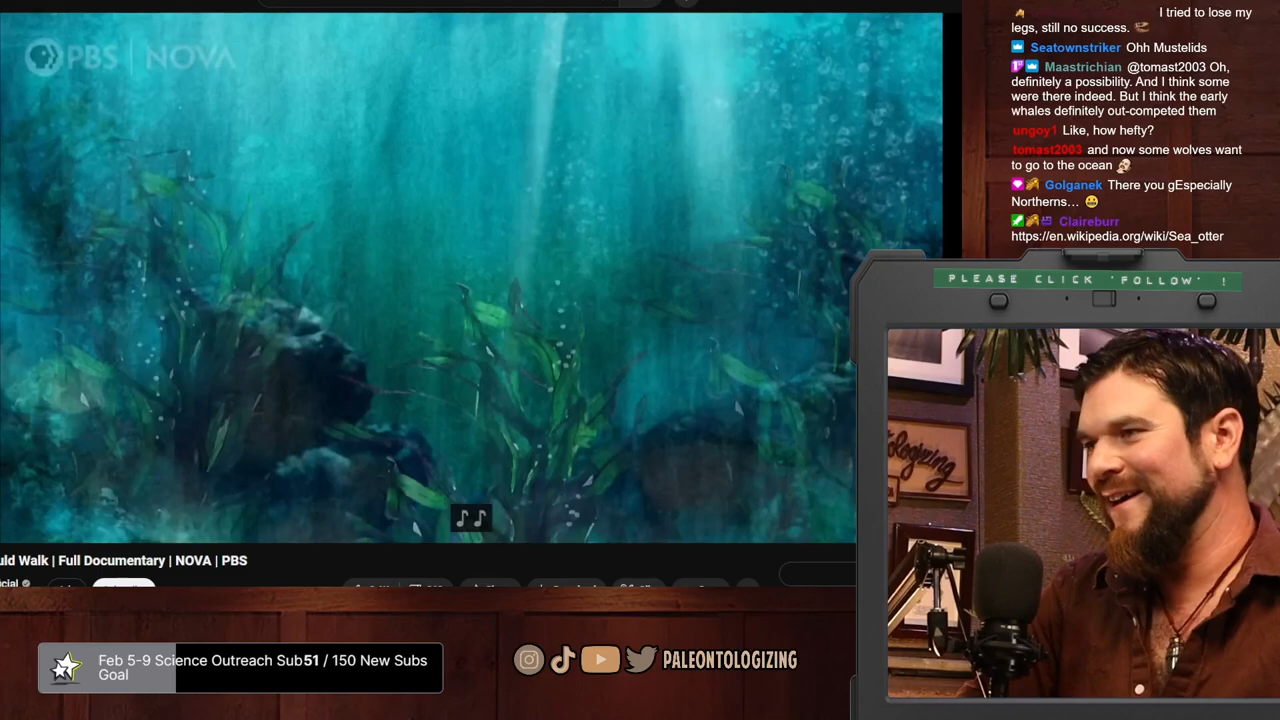 PBS | NOVA
♪♪
uld Walk | Full Documentary | NOVA | PBS
cial
Feb 5-9 Science Outreach Sub 51 / 150 New Subs
Goal
PALEONTOLOGIZING
I tried to lose my
legs, still no success.
Seatownstriker Ohh Mustelids
Maastrichian @tomast2003 Oh,
definitely a possibility. And I think some
were there indeed. But I think the early
whales definitely out-competed them
ungoy1 Like, how hefty?
tomast2003 and now some wolves want
to go to the ocean
Golganek There you gEspecially
Northerns… 😀
Claireburr
https://en.wikipedia.org/wiki/Sea_otter
PLEASE CLICK 'FOLLOW' !
ologizing